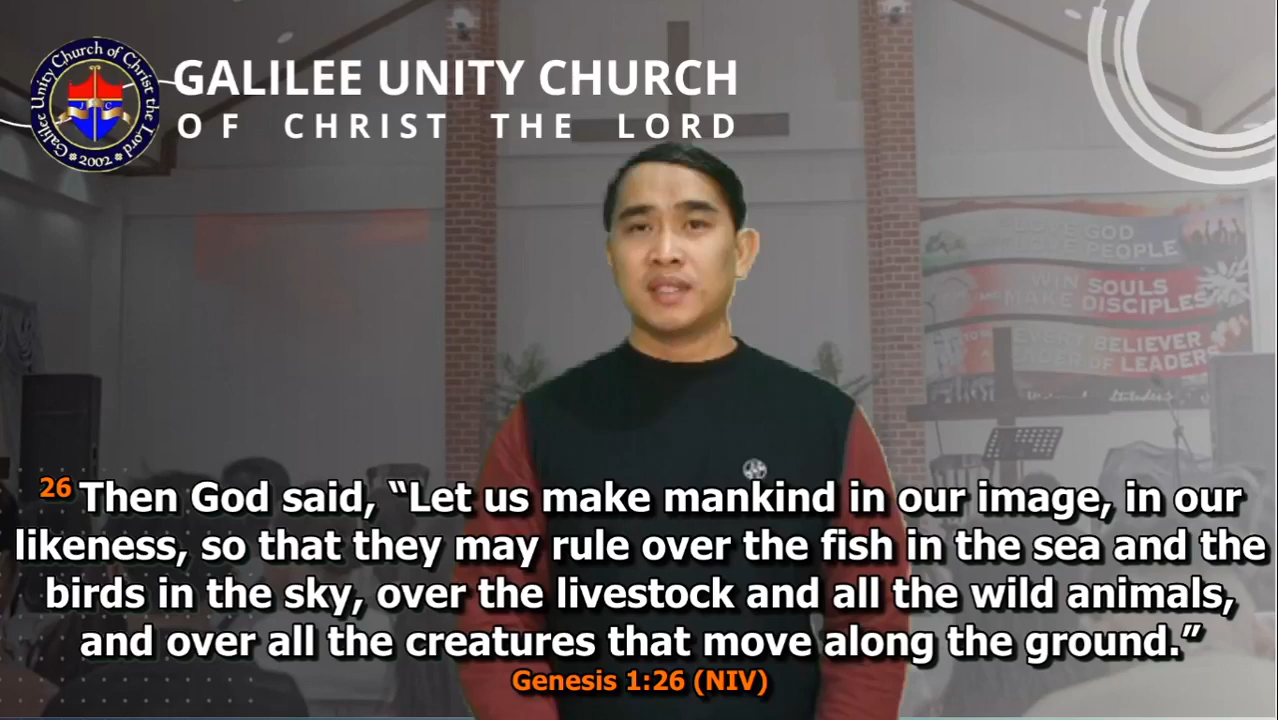 Galilee Unity Church of Christ the Lord
J C
2002
GALILEE UNITY CHURCH
OF CHRIST THE LORD
GOD
PEOPLE
WIN SOULS
MAKE DISCIPLES
EVERY BELIEVER
LEADER OF LEADERS
26 Then God said, “Let us make mankind in our image, in our
likeness, so that they may rule over the fish in the sea and the
birds in the sky, over the livestock and all the wild animals,
and over all the creatures that move along the ground.”
Genesis 1:26 (NIV)